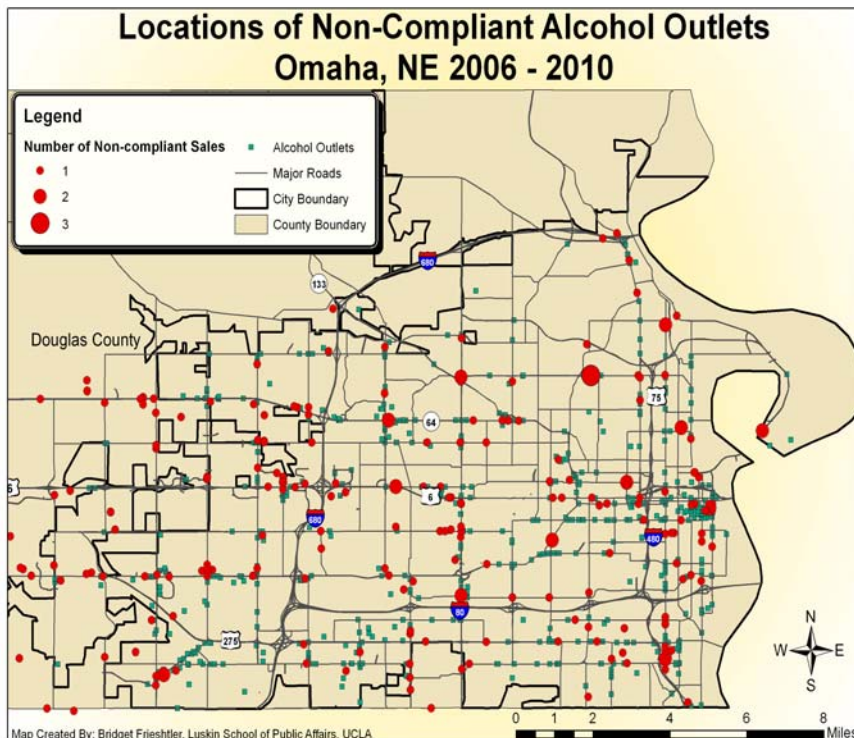 Locations of Non-Compliant Alcohol Outlets
Omaha, NE 2006 - 2010
Legend
Number of Non-compliant Sales
1
2
3
Alcohol Outlets
Major Roads
City Boundary
County Boundary
680
133
Douglas County
75
64
6
6
680
480
80
275
N
W E
S
0 1 2 4 6 8
Miles
Map Created By: Bridget Frieshtler, Luskin School of Public Affairs, UCLA